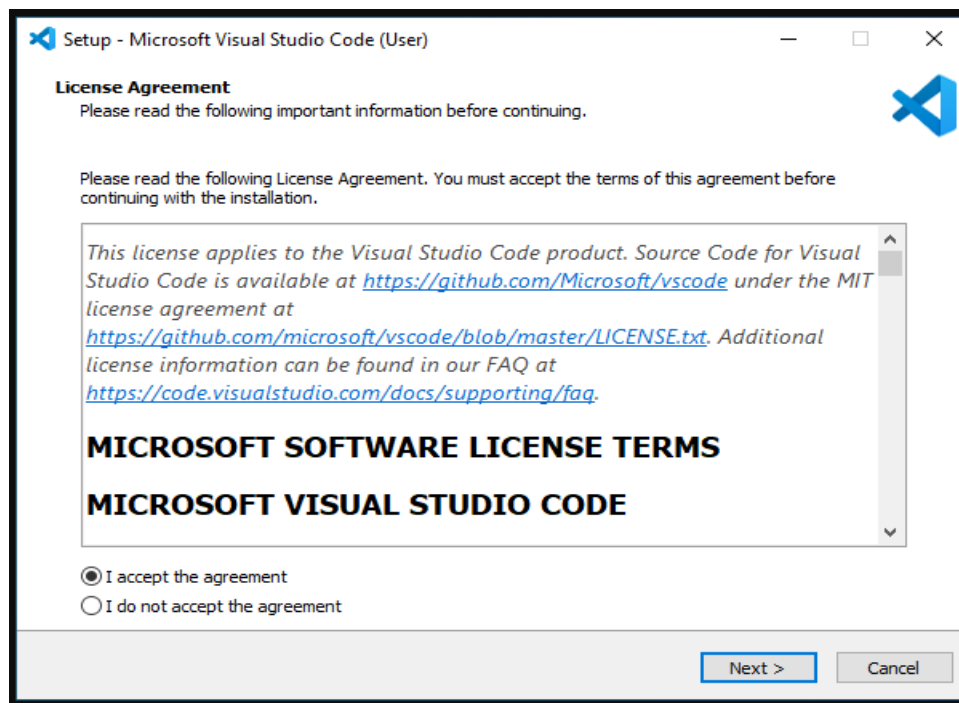 Setup - Microsoft Visual Studio Code (User)
License Agreement
Please read the following important information before continuing.
Please read the following License Agreement. You must accept the terms of this agreement before
continuing with the installation.
This license applies to the Visual Studio Code product. Source Code for Visual
Studio Code is available at https://github.com/Microsoft/vscode under the MIT
license agreement at
https://github.com/microsoft/vscode/blob/master/LICENSE.txt. Additional
license information can be found in our FAQ at
https://code.visualstudio.com/docs/supporting/faq.
MICROSOFT SOFTWARE LICENSE TERMS
MICROSOFT VISUAL STUDIO CODE
I accept the agreement
I do not accept the agreement
Next >
Cancel